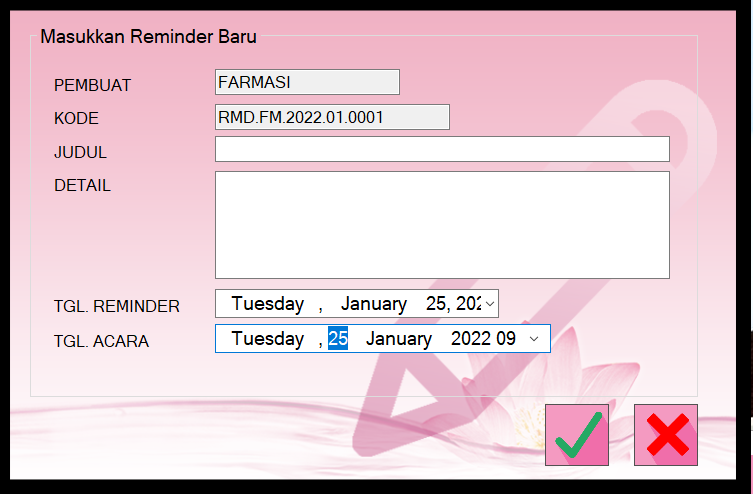 Masukkan Reminder Baru
PEMBUAT FARMASI
KODE RMD.FM.2022.01.0001
JUDUL
DETAIL
TGL. REMINDER Tuesday , January 25, 202
TGL. ACARA Tuesday , 25 January 2022 09